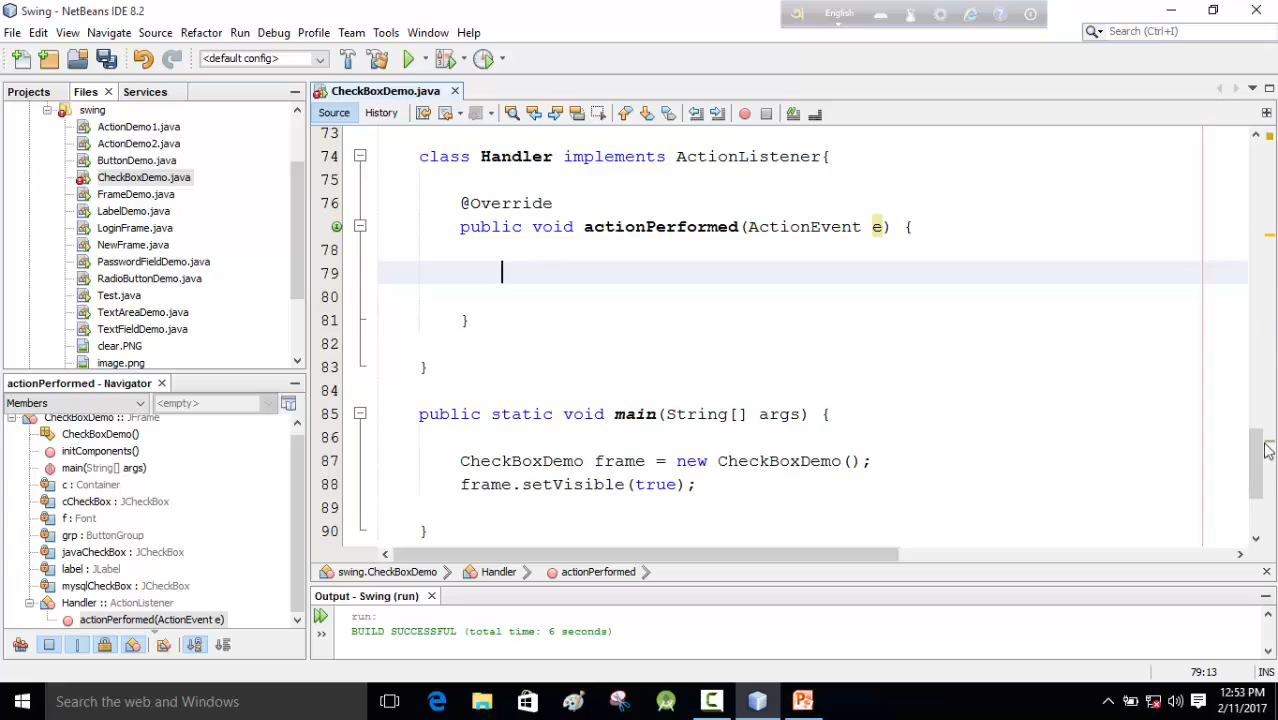 Swing - NetBeans IDE 8.2
English
File Edit View Navigate Source Refactor Run Debug Profile Team Tools Window Help
Search (Ctrl+I)
<default config>
Projects Files Services
CheckBoxDemo.java
Source History
swing
ActionDemo1.java
ActionDemo2.java
ButtonDemo.java
CheckBoxDemo.java
FrameDemo.java
LabelDemo.java
LoginFrame.java
NewFrame.java
PasswordFieldDemo.java
RadioButtonDemo.java
Test.java
TextAreaDemo.java
TextFieldDemo.java
clear.PNG
image.png
73
74 class Handler implements ActionListener{
75
76 @Override
77 public void actionPerformed(ActionEvent e) {
78
79
80
81 }
82
83 }
84
85 public static void main(String[] args) {
86
87 CheckBoxDemo frame = new CheckBoxDemo();
88 frame.setVisible(true);
89
90 }
actionPerformed - Navigator
Members <empty>
CheckBoxDemo :: JFrame
CheckBoxDemo()
initComponents()
main(String[] args)
c : Container
cCheckBox : JCheckBox
f : Font
grp : ButtonGroup
javaCheckBox : JCheckBox
label : JLabel
mysqlCheckBox : JCheckBox
Handler :: ActionListener
actionPerformed(ActionEvent e)
swing.CheckBoxDemo Handler actionPerformed
Output - Swing (run)
run:
BUILD SUCCESSFUL (total time: 6 seconds)
79:13 INS
Search the web and Windows
12:53 PM
2/11/2017